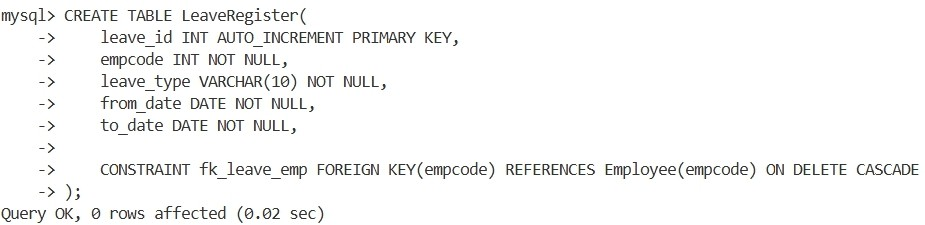 mysql> CREATE TABLE LeaveRegister(
    ->     leave_id INT AUTO_INCREMENT PRIMARY KEY,
    ->     empcode INT NOT NULL,
    ->     leave_type VARCHAR(10) NOT NULL,
    ->     from_date DATE NOT NULL,
    ->     to_date DATE NOT NULL,
    ->
    ->     CONSTRAINT fk_leave_emp FOREIGN KEY(empcode) REFERENCES Employee(empcode) ON DELETE CASCADE
    -> );
Query OK, 0 rows affected (0.02 sec)